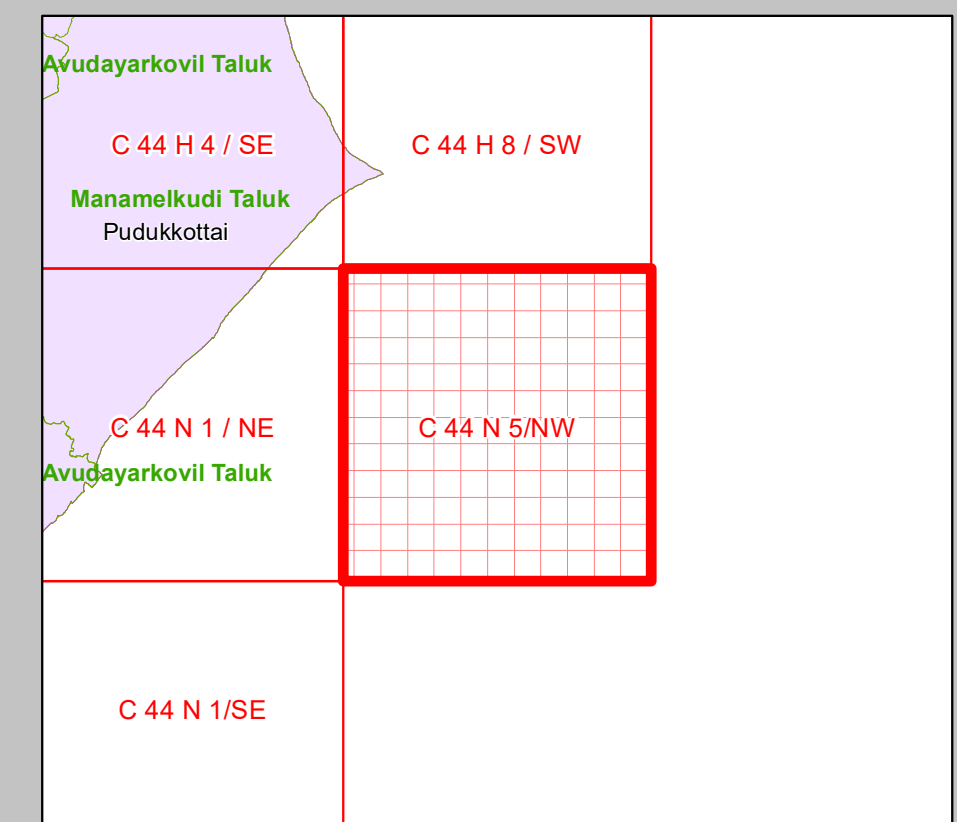 Avudayarkovil Taluk
C 44 H 4 / SE
C 44 H 8 / SW
Manamelkudi Taluk
Pudukkottai
C 44 N 1 / NE
C 44 N 5/NW
Avudayarkovil Taluk
C 44 N 1/SE